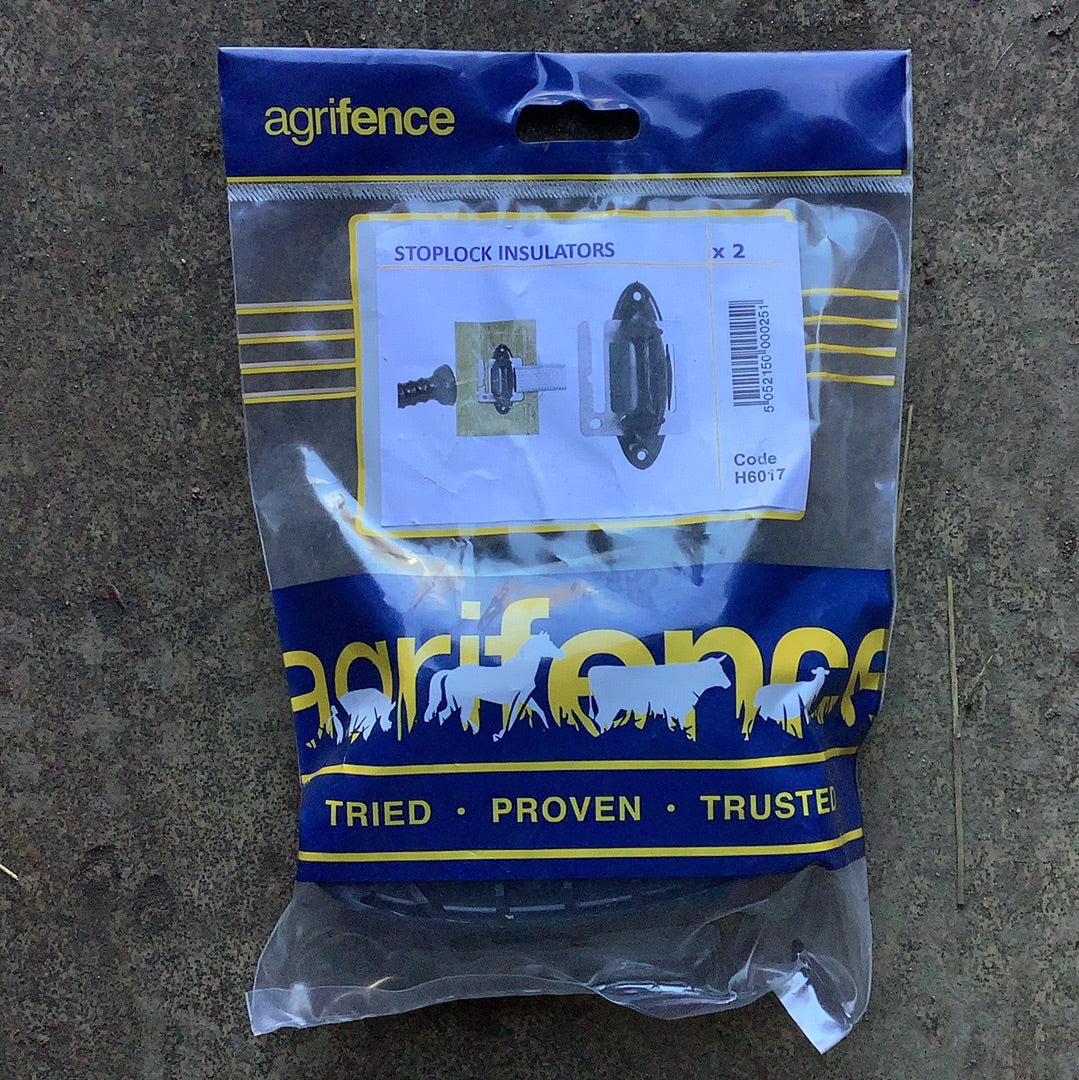 agrifence
STOPLOCK INSULATORS x 2
5 052150 000251
Code
H6017
agrifence
TRIED · PROVEN · TRUSTED